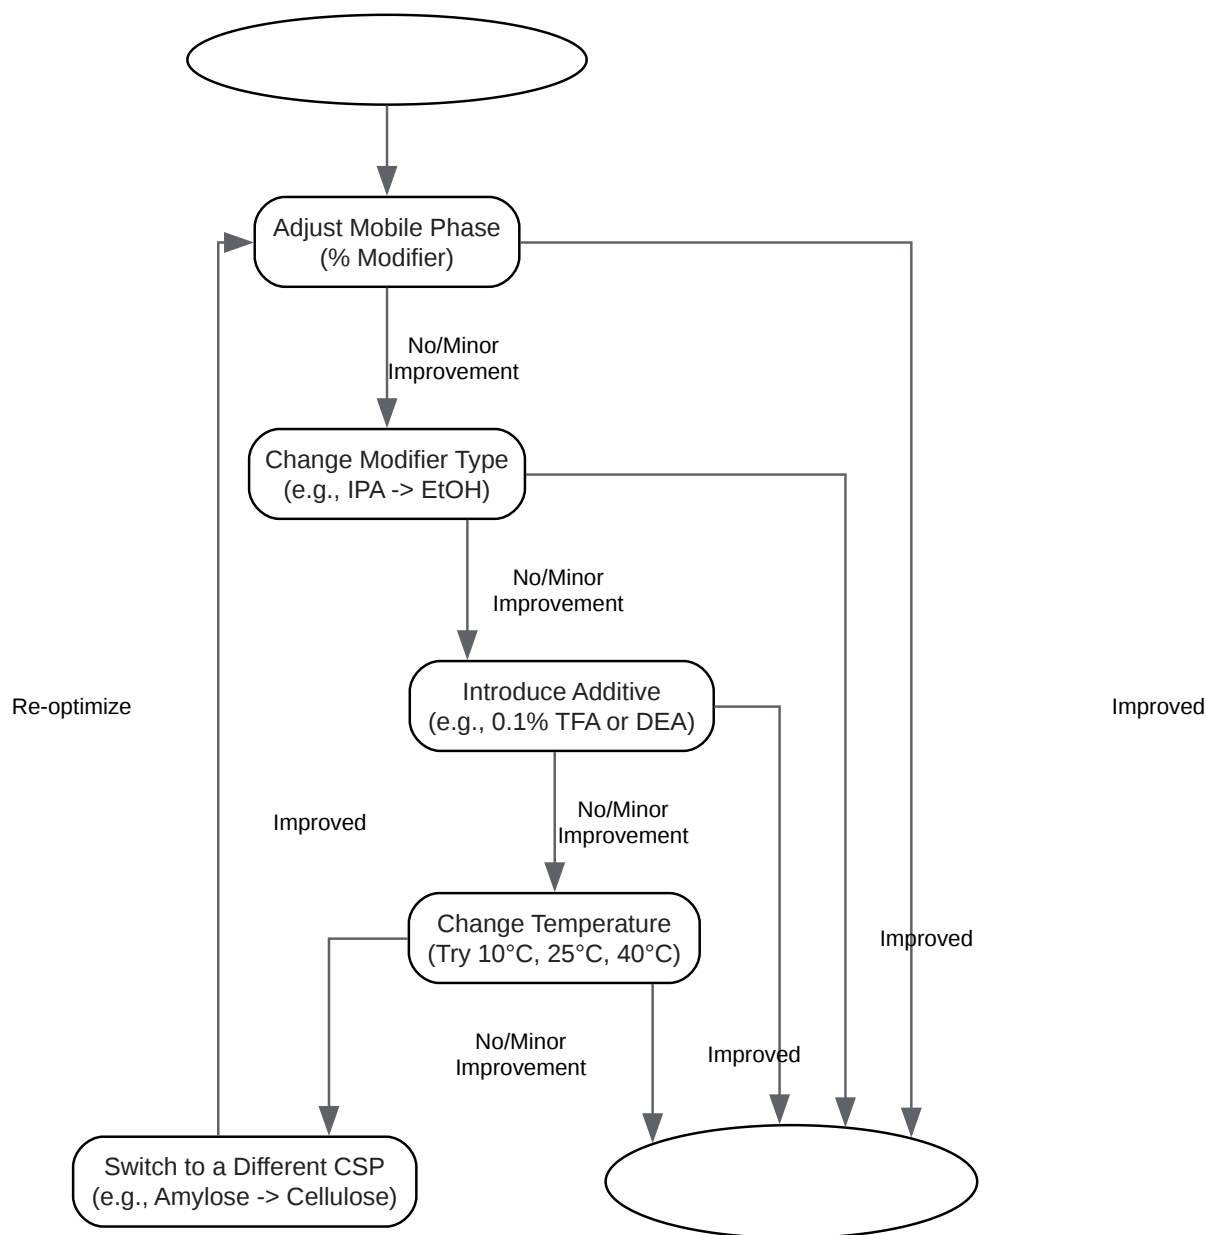 Adjust Mobile Phase
(% Modifier)
No/Minor
Improvement
Change Modifier Type
(e.g., IPA -> EtOH)
No/Minor
Improvement
Introduce Additive
(e.g., 0.1% TFA or DEA)
Re-optimize
Improved
Improved
No/Minor
Improvement
Change Temperature
(Try 10°C, 25°C, 40°C)
Improved
No/Minor
Improvement
Improved
Switch to a Different CSP
(e.g., Amylose -> Cellulose)